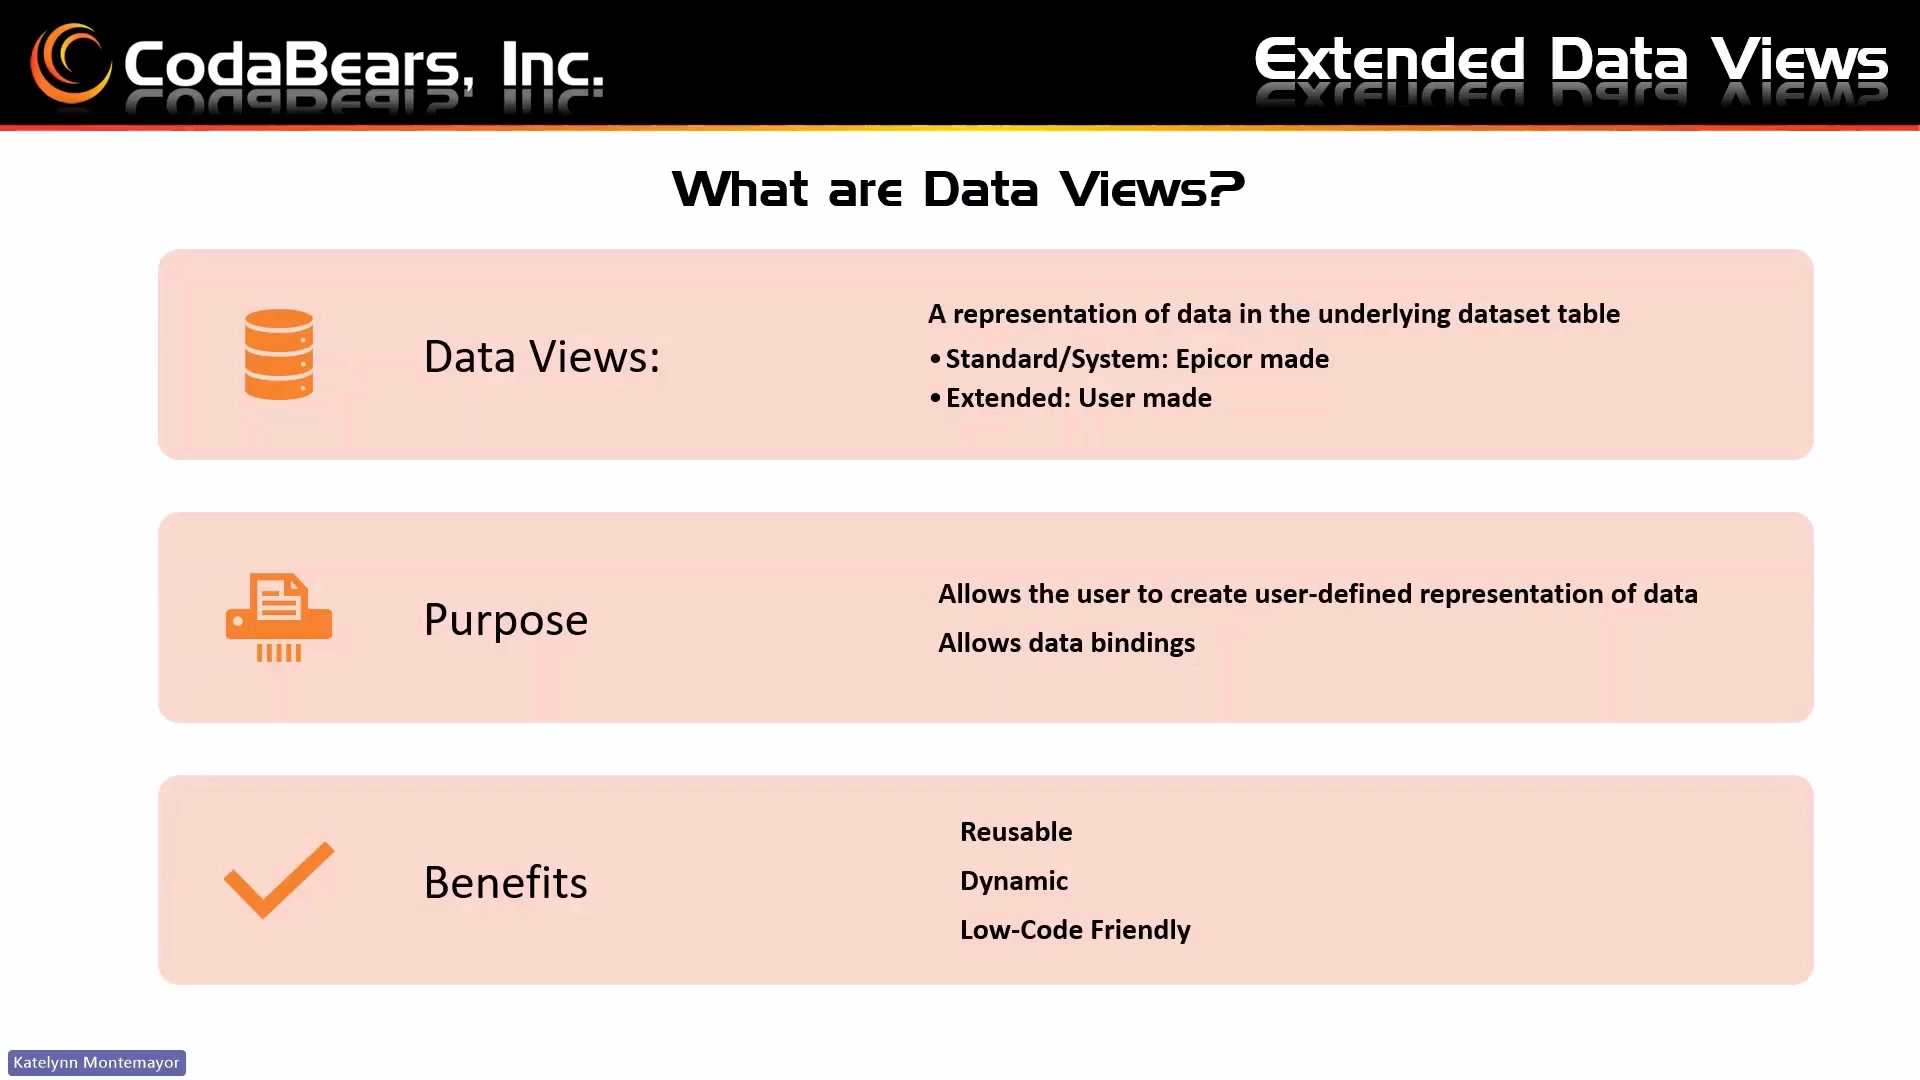 CodaBears, Inc.
Extended Data Views
What are Data Views?
Data Views:
A representation of data in the underlying dataset table
•Standard/System: Epicor made
•Extended: User made
Purpose
Allows the user to create user-defined representation of data
Allows data bindings
Benefits
Reusable
Dynamic
Low-Code Friendly
Katelynn Montemayor